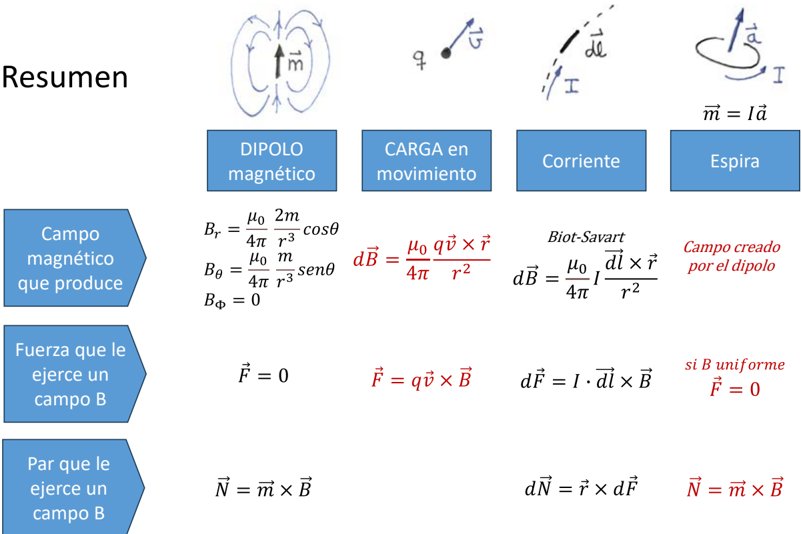 Resumen
$\vec{m}$
q
$\vec{v}$
$\vec{dl}$
I
$\vec{a}$
I
$\vec{m} = I\vec{a}$
DIPOLO
magnético
CARGA en
movimiento
Corriente
Espira
Campo
magnético
que produce
$B_r = \frac{\mu_0}{4\pi} \frac{2m}{r^3} cos\theta$
$B_\theta = \frac{\mu_0}{4\pi} \frac{m}{r^3} sen\theta$
$B_\Phi = 0$
$d\vec{B} = \frac{\mu_0}{4\pi} \frac{q\vec{v} \times \vec{r}}{r^2}$
Biot-Savart
$d\vec{B} = \frac{\mu_0}{4\pi} I \frac{\vec{dl} \times \vec{r}}{r^2}$
Campo creado
por el dipolo
Fuerza que le
ejerce un
campo B
$\vec{F} = 0$
$\vec{F} = q\vec{v} \times \vec{B}$
$d\vec{F} = I \cdot \vec{dl} \times \vec{B}$
si B uniforme
$\vec{F} = 0$
Par que le
ejerce un
campo B
$\vec{N} = \vec{m} \times \vec{B}$
$d\vec{N} = \vec{r} \times d\vec{F}$
$\vec{N} = \vec{m} \times \vec{B}$